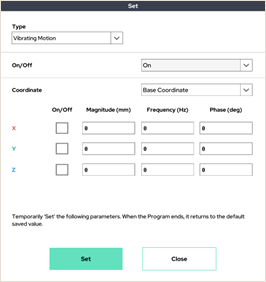 Set
Type
Vibrating Motion
On/Off
On
Coordinate
Base Coordinate
On/Off Magnitude (mm) Frequency (Hz) Phase (deg)
X 0 0 0
Y 0 0 0
Z 0 0 0
Temporarily 'Set' the following parameters. When the Program ends, it returns to the default
saved value.
Set Close